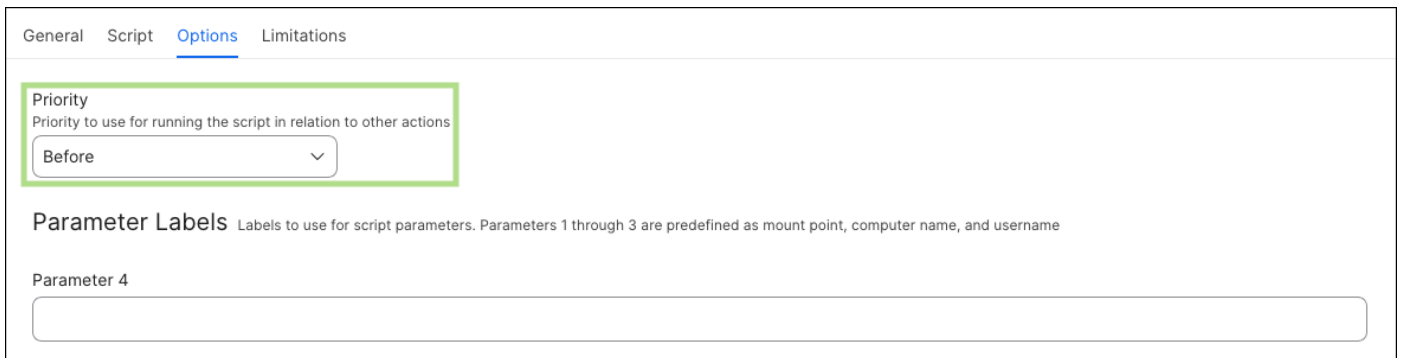 General Script Options Limitations
Priority
Priority to use for running the script in relation to other actions
Before
Parameter Labels Labels to use for script parameters. Parameters 1 through 3 are predefined as mount point, computer name, and username
Parameter 4